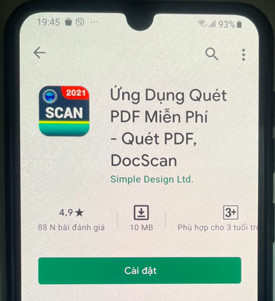 19:45
93%
2021
SCAN
Ứng Dụng Quét
PDF Miễn Phí
- Quét PDF,
DocScan
Simple Design Ltd.
4,9★
3+
88 N bài đánh giá
10 MB
Phù hợp cho 3 tuổi
Cài đặt